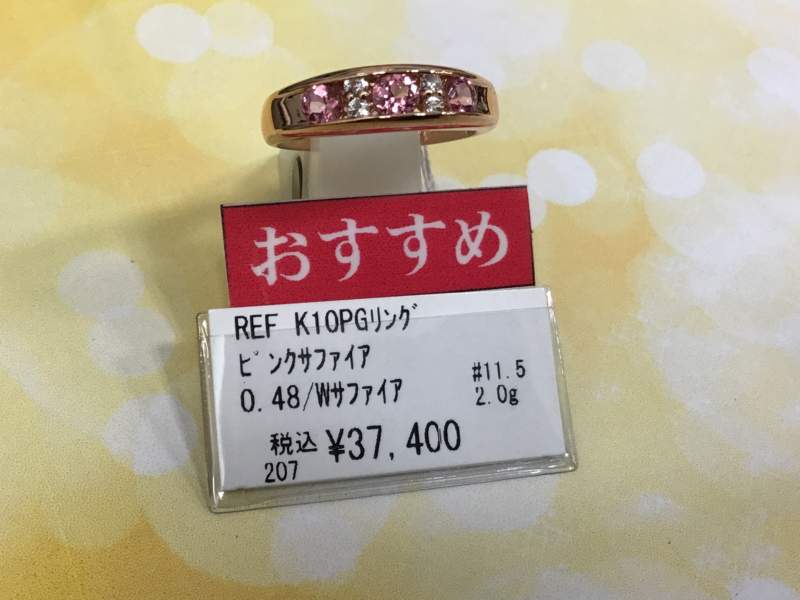 おすすめ
REF K10PGﾘﾝｸﾞ
ﾋﾟﾝｸサファイア
0.48/Wサファイア
#11.5
2.0g
税込 ¥37,400
207